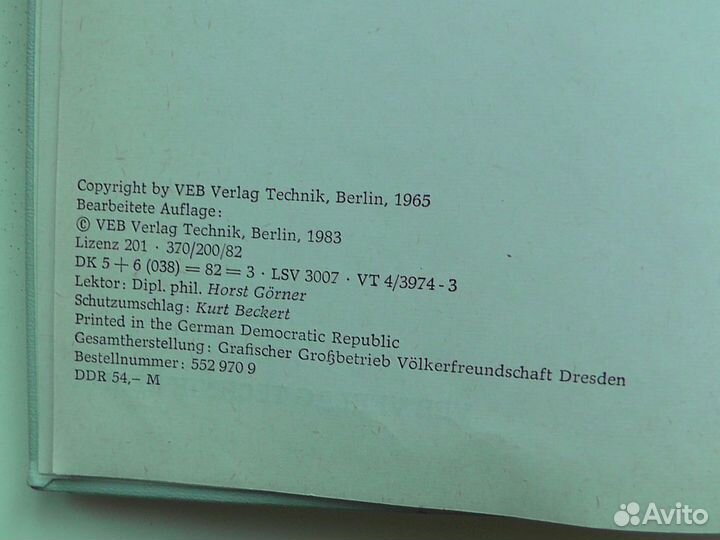 Copyright by VEB Verlag Technik, Berlin, 1965
Bearbeitete Auflage:
© VEB Verlag Technik, Berlin, 1983
Lizenz 201 · 370/200/82
DK 5 + 6 (038) = 82 = 3 · LSV 3007 · VT 4/3974-3
Lektor: Dipl. phil. Horst Görner
Schutzumschlag: Kurt Beckert
Printed in the German Democratic Republic
Gesamtherstellung: Grafischer Großbetrieb Völkerfreundschaft Dresden
Bestellnummer: 552 970 9
DDR 54,– M
Avito